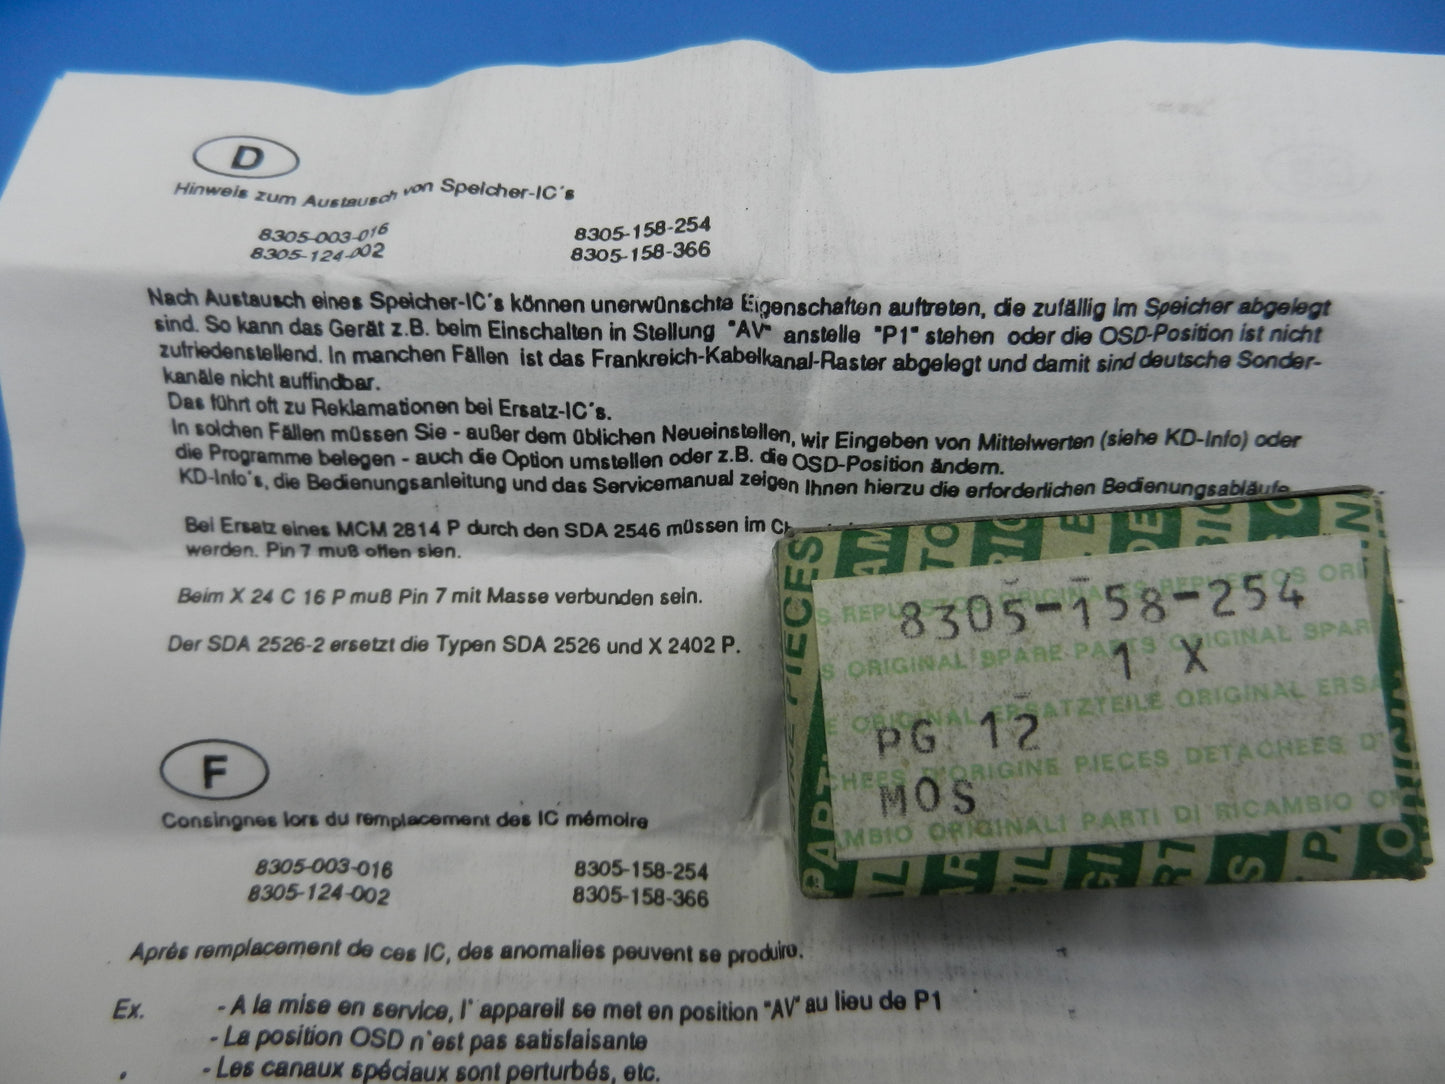 D
Hinweis zum Austausch von Speicher-IC's
8305-003-016 8305-158-254
8305-124-002 8305-158-366
Nach Austausch eines Speicher-IC's können unerwünschte Eigenschaften auftreten, die zufällig im Speicher abgelegt
sind. So kann das Gerät z.B. beim Einschalten in Stellung "AV" anstelle "P1" stehen oder die OSD-Position ist nicht
zufriedenstellend. In manchen Fällen ist das Frankreich-Kabelkanal-Raster abgelegt und damit sind deutsche Sonder-
kanäle nicht auffindbar.
Das führt oft zu Reklamationen bei Ersatz-IC's.
In solchen Fällen müssen Sie - außer dem üblichen Neueinstellen, wir Eingeben von Mittelwerten (siehe KD-Info) oder
die Programme belegen - auch die Option umstellen oder z.B. die OSD-Position ändern.
KD-Info's, die Bedienungsanleitung und das Servicemanual zeigen Ihnen hierzu die erforderlichen Bedienungsabläufe
Bei Ersatz eines MCM 2814 P durch den SDA 2546 müssen im
werden. Pin 7 muß offen sien.
Beim X 24 C 16 P muß Pin 7 mit Masse verbunden sein.
Der SDA 2526-2 ersetzt die Typen SDA 2526 und X 2402 P.
8305-158-254
1 X
PG 12
MOS
REPUESTOS ORIGINALES REPUESTOS
ORIGINAL SPARE PARTS ORIGINAL SPAR
ORIGINAL ERSATZTEILE ORIGINAL ERSA
D'ORIGINE PIECES DETACHEES D'
ORIGINALI PARTI DI RICAMBIO
PIECES
F
Consingnes lors du remplacement des IC mémoire
8305-003-016 8305-158-254
8305-124-002 8305-158-366
Après remplacement de ces IC, des anomalies peuvent se produire.
Ex. - A la mise en service, l' appareil se met en position "AV" au lieu de P1
- La position OSD n'est pas satisfaisante
- Les canaux spéciaux sont perturbés, etc.